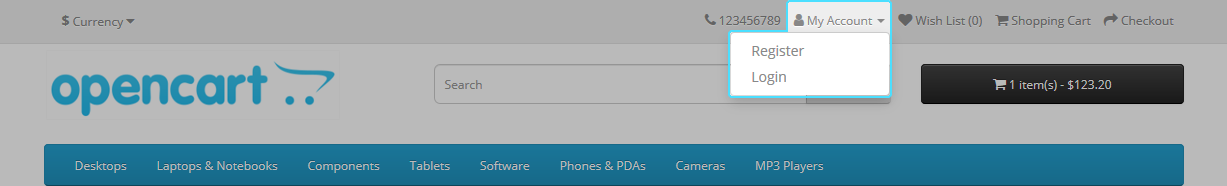 $ Currency 123456789 My Account Wish List (0) Shopping Cart Checkout
Register
Login
opencart
Search
1 item(s) - $123.20
Desktops Laptops & Notebooks Components Tablets Software Phones & PDAs Cameras MP3 Players